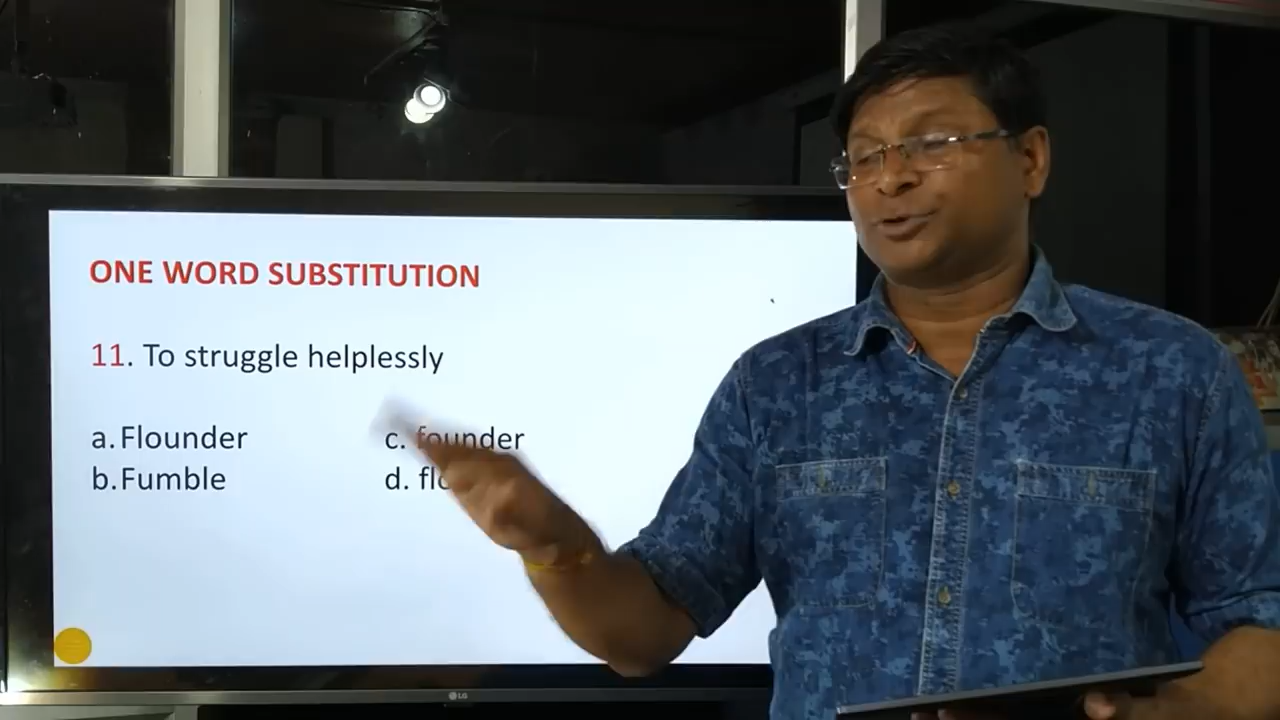 ONE WORD SUBSTITUTION
11. To struggle helplessly
a. Flounder c. founder
b. Fumble d.
LG